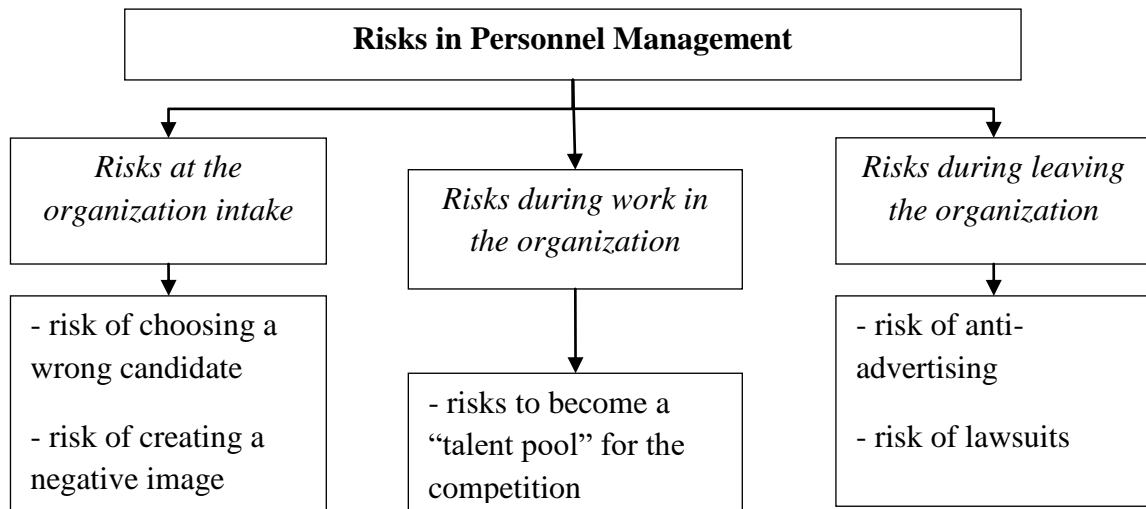 Risks in Personnel Management
Risks at the
organization intake
- risk of choosing a
wrong candidate
- risk of creating a
negative image
Risks during work in
the organization
- risks to become a
“talent pool” for the
competition
Risks during leaving
the organization
- risk of anti-
advertising
- risk of lawsuits